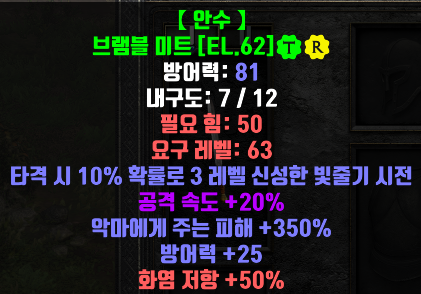 【 안수 】
브램블 미트 [EL.62] T R
방어력: 81
내구도: 7 / 12
필요 힘: 50
요구 레벨: 63
타격 시 10% 확률로 3 레벨 신성한 빛줄기 시전
공격 속도 +20%
악마에게 주는 피해 +350%
방어력 +25
화염 저항 +50%